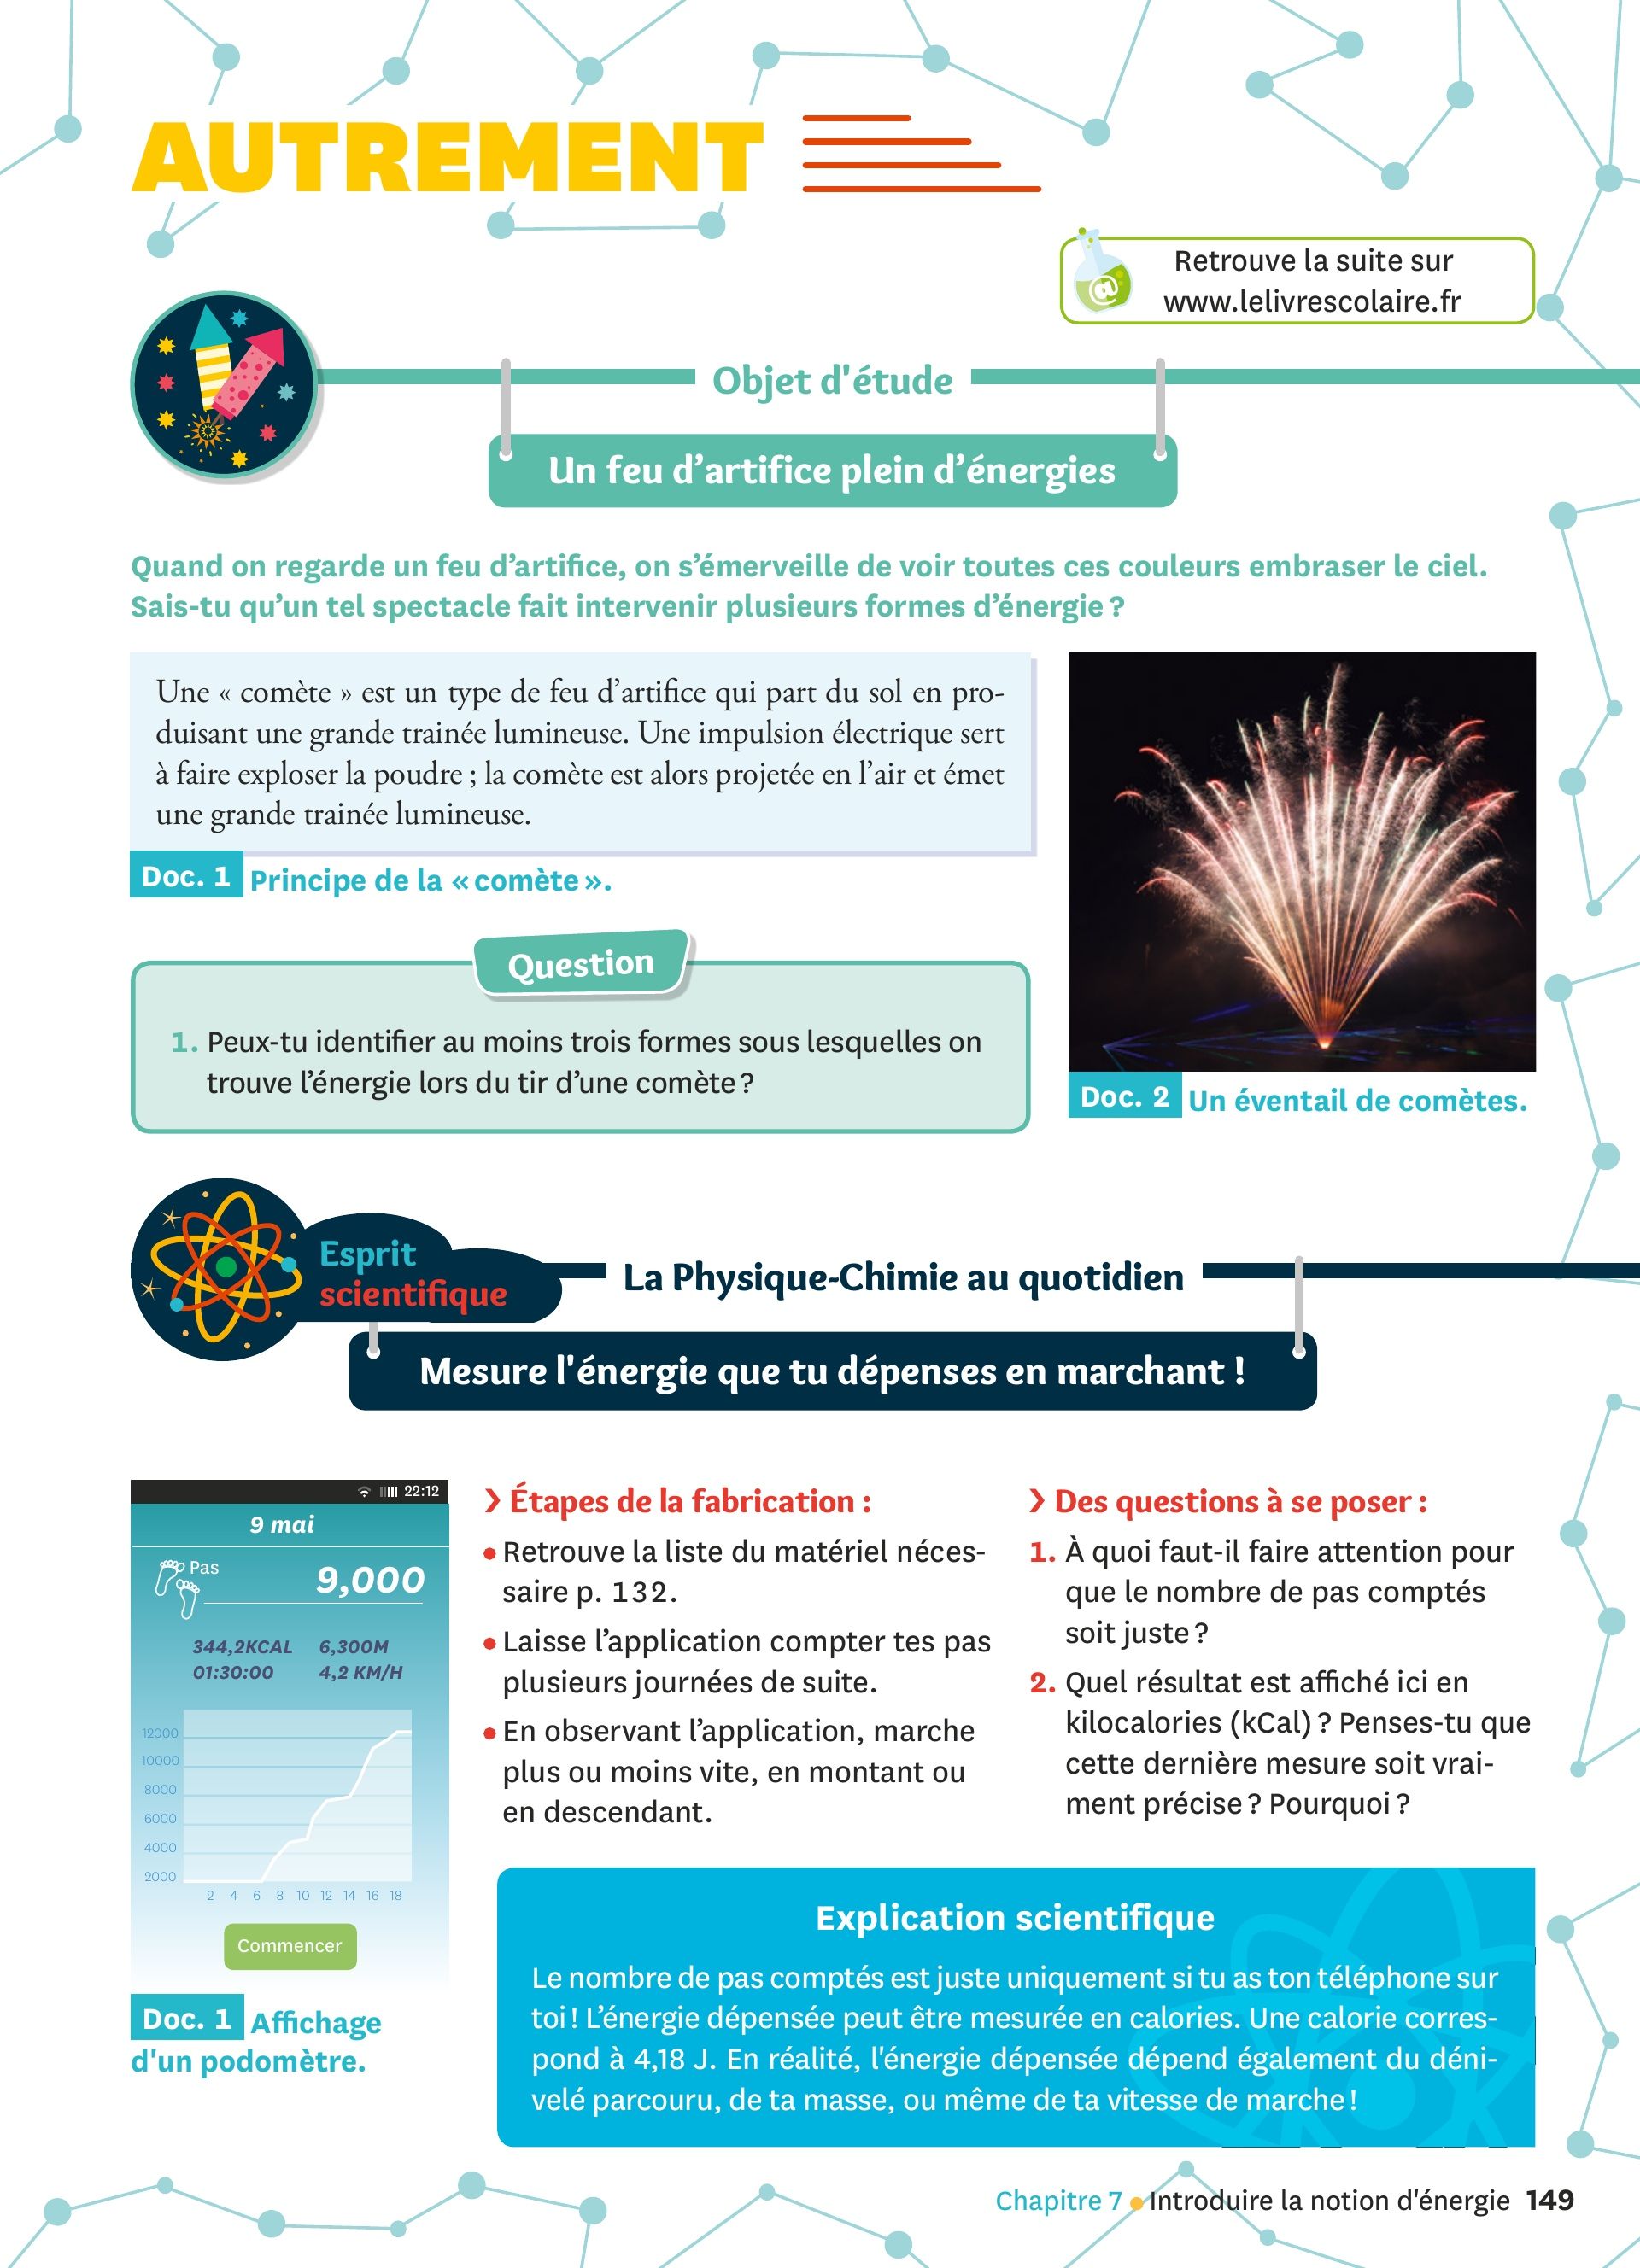 AUTREMENT
Retrouve la suite sur
www.lelivrescolaire.fr
Objet d'étude
Un feu d’artifice plein d’énergies
Quand on regarde un feu d’artifice, on s’émerveille de voir toutes ces couleurs embraser le ciel.
Sais-tu qu’un tel spectacle fait intervenir plusieurs formes d’énergie ?
Une « comète » est un type de feu d’artifice qui part du sol en pro-
duisant une grande trainée lumineuse. Une impulsion électrique sert
à faire exploser la poudre ; la comète est alors projetée en l’air et émet
une grande trainée lumineuse.
Doc. 1 Principe de la « comète ».
Question
1. Peux-tu identifier au moins trois formes sous lesquelles on
trouve l’énergie lors du tir d’une comète ?
Doc. 2 Un éventail de comètes.
Esprit
scientifique
La Physique-Chimie au quotidien
Mesure l'énergie que tu dépenses en marchant !
22:12
9 mai
Pas
9,000
344,2KCAL 6,300M
01:30:00 4,2 KM/H
12000
10000
8000
6000
4000
2000
2 4 6 8 10 12 14 16 18
Commencer
Doc. 1 Affichage
d'un podomètre.
› Étapes de la fabrication :
• Retrouve la liste du matériel néces-
saire p. 132.
• Laisse l’application compter tes pas
plusieurs journées de suite.
• En observant l’application, marche
plus ou moins vite, en montant ou
en descendant.
› Des questions à se poser :
1. À quoi faut-il faire attention pour
que le nombre de pas comptés
soit juste ?
2. Quel résultat est affiché ici en
kilocalories (kCal) ? Penses-tu que
cette dernière mesure soit vrai-
ment précise ? Pourquoi ?
Explication scientifique
Le nombre de pas comptés est juste uniquement si tu as ton téléphone sur
toi ! L’énergie dépensée peut être mesurée en calories. Une calorie corres-
pond à 4,18 J. En réalité, l'énergie dépensée dépend également du déni-
velé parcouru, de ta masse, ou même de ta vitesse de marche !
Chapitre 7 • Introduire la notion d'énergie 149